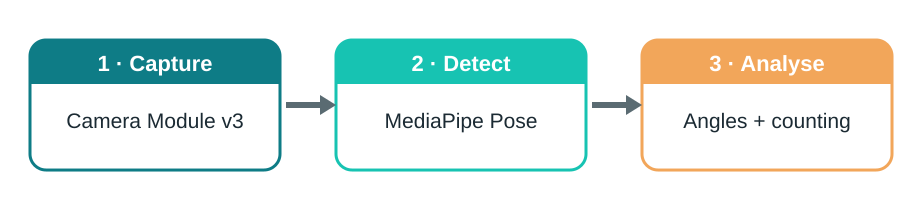 1 · Capture
Camera Module v3
2 · Detect
MediaPipe Pose
3 · Analyse
Angles + counting